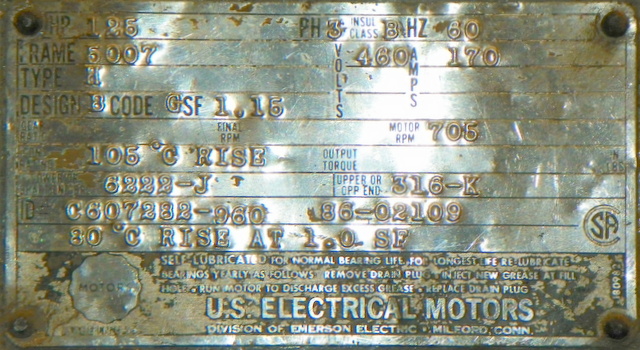 HP 125 PH 3 INSUL CLASS B HZ 60
FRAME 5007 VOLTS 460 AMPS 170
TYPE H
DESIGN B CODE G SF 1.15
FINAL RPM MOTOR RPM 705
105 °C RISE OUTPUT TORQUE
6222-J UPPER OR OPP END 316-K
ID= C607232-960 86-02109
80 °C RISE AT 1.0 SF
SELF-LUBRICATED FOR NORMAL BEARING LIFE. FOR LONGEST LIFE RE-LUBRICATE
BEARINGS YEARLY AS FOLLOWS: REMOVE DRAIN PLUG. INJECT NEW GREASE AT FILL
HOLE. RUN MOTOR TO DISCHARGE EXCESS GREASE. REPLACE DRAIN PLUG
MOTOR
U.S. ELECTRICAL MOTORS
DIVISION OF EMERSON ELECTRIC · MILFORD, CONN.